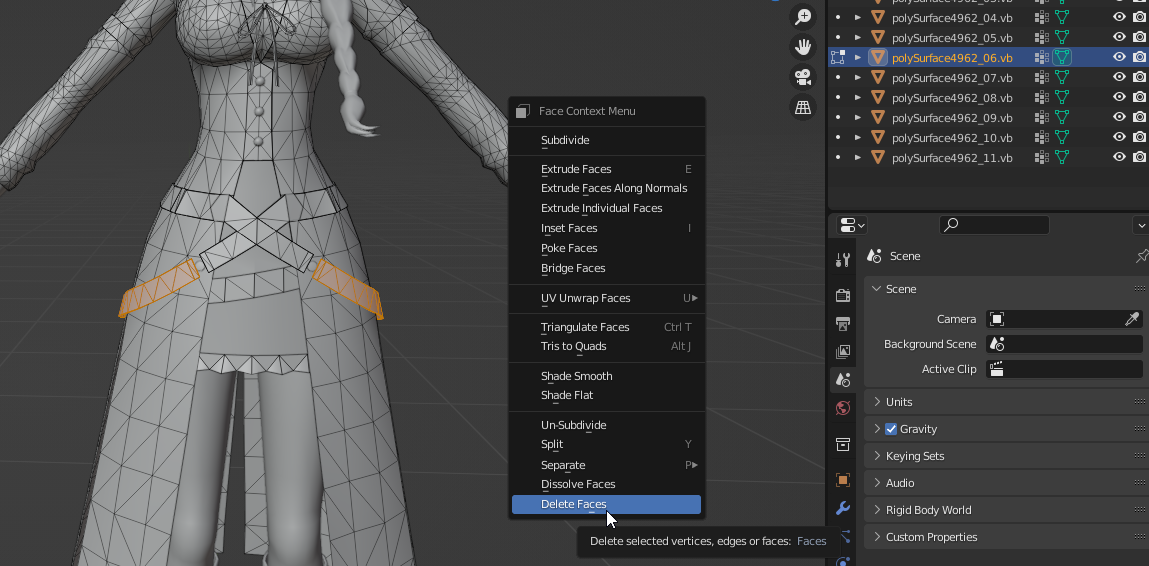 polySurface4962_04.vb
polySurface4962_05.vb
polySurface4962_06.vb
polySurface4962_07.vb
polySurface4962_08.vb
polySurface4962_09.vb
polySurface4962_10.vb
polySurface4962_11.vb
Face Context Menu
Subdivide
Extrude Faces E
Extrude Faces Along Normals
Extrude Individual Faces
Inset Faces I
Poke Faces
Bridge Faces
UV Unwrap Faces U
Triangulate Faces Ctrl T
Tris to Quads Alt J
Shade Smooth
Shade Flat
Un-Subdivide
Split Y
Separate P
Dissolve Faces
Delete Faces
Delete selected vertices, edges or faces: Faces
Scene
Scene
Camera
Background Scene
Active Clip
Units
Gravity
Keying Sets
Audio
Rigid Body World
Custom Properties